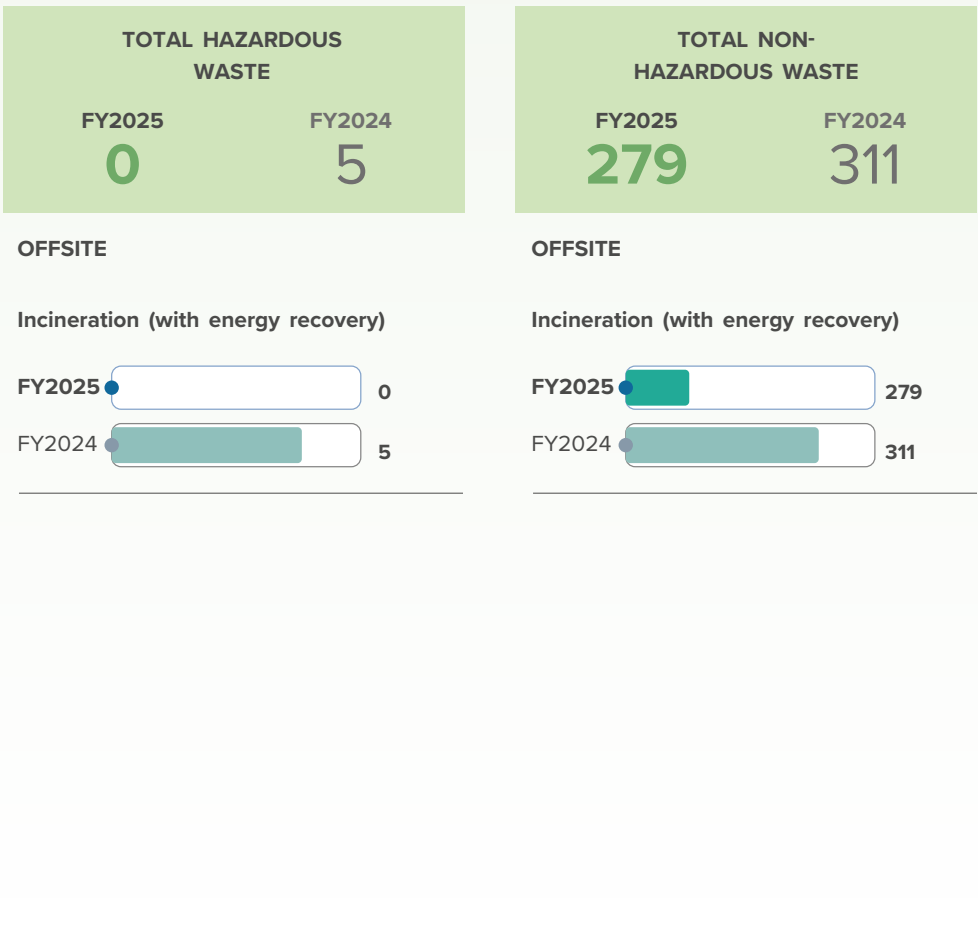 TOTAL HAZARDOUS
WASTE
FY2025
FY2024
0
5
OFFSITE
Incineration (with energy recovery)
FY2025
0
FY2024
5
TOTAL NON-
HAZARDOUS WASTE
FY2025
FY2024
279
311
OFFSITE
Incineration (with energy recovery)
FY2025
279
FY2024
311